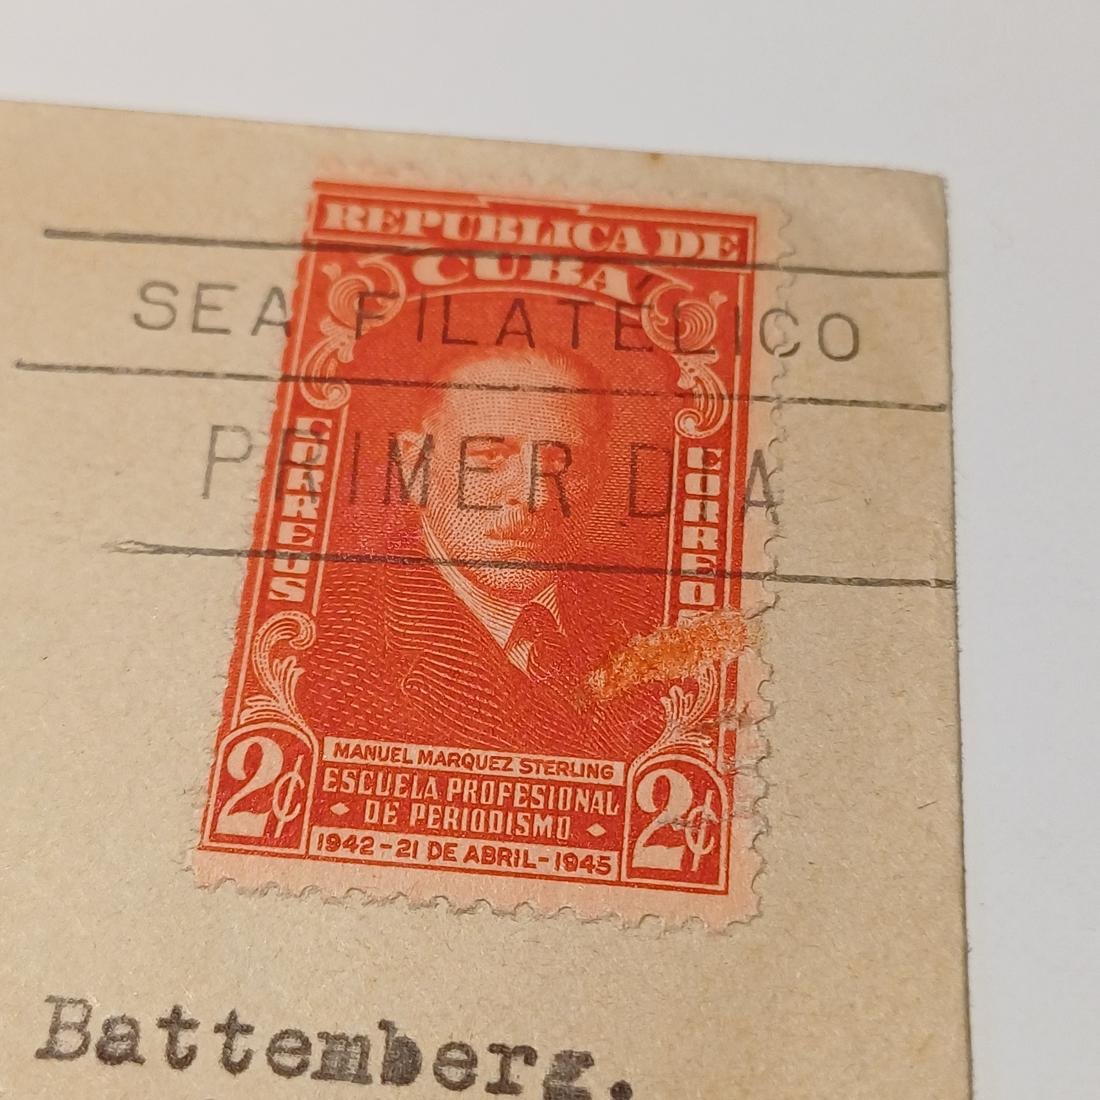 REPUBLICA DE
CUBA
SEA FILATÉLICO
PRIMER DIA
CORREOS
CORREOS
MANUEL MARQUEZ STERLING
ESCUELA PROFESIONAL
DE PERIODISMO
1942-21 DE ABRIL-1945
2¢
2¢
Battemberg.